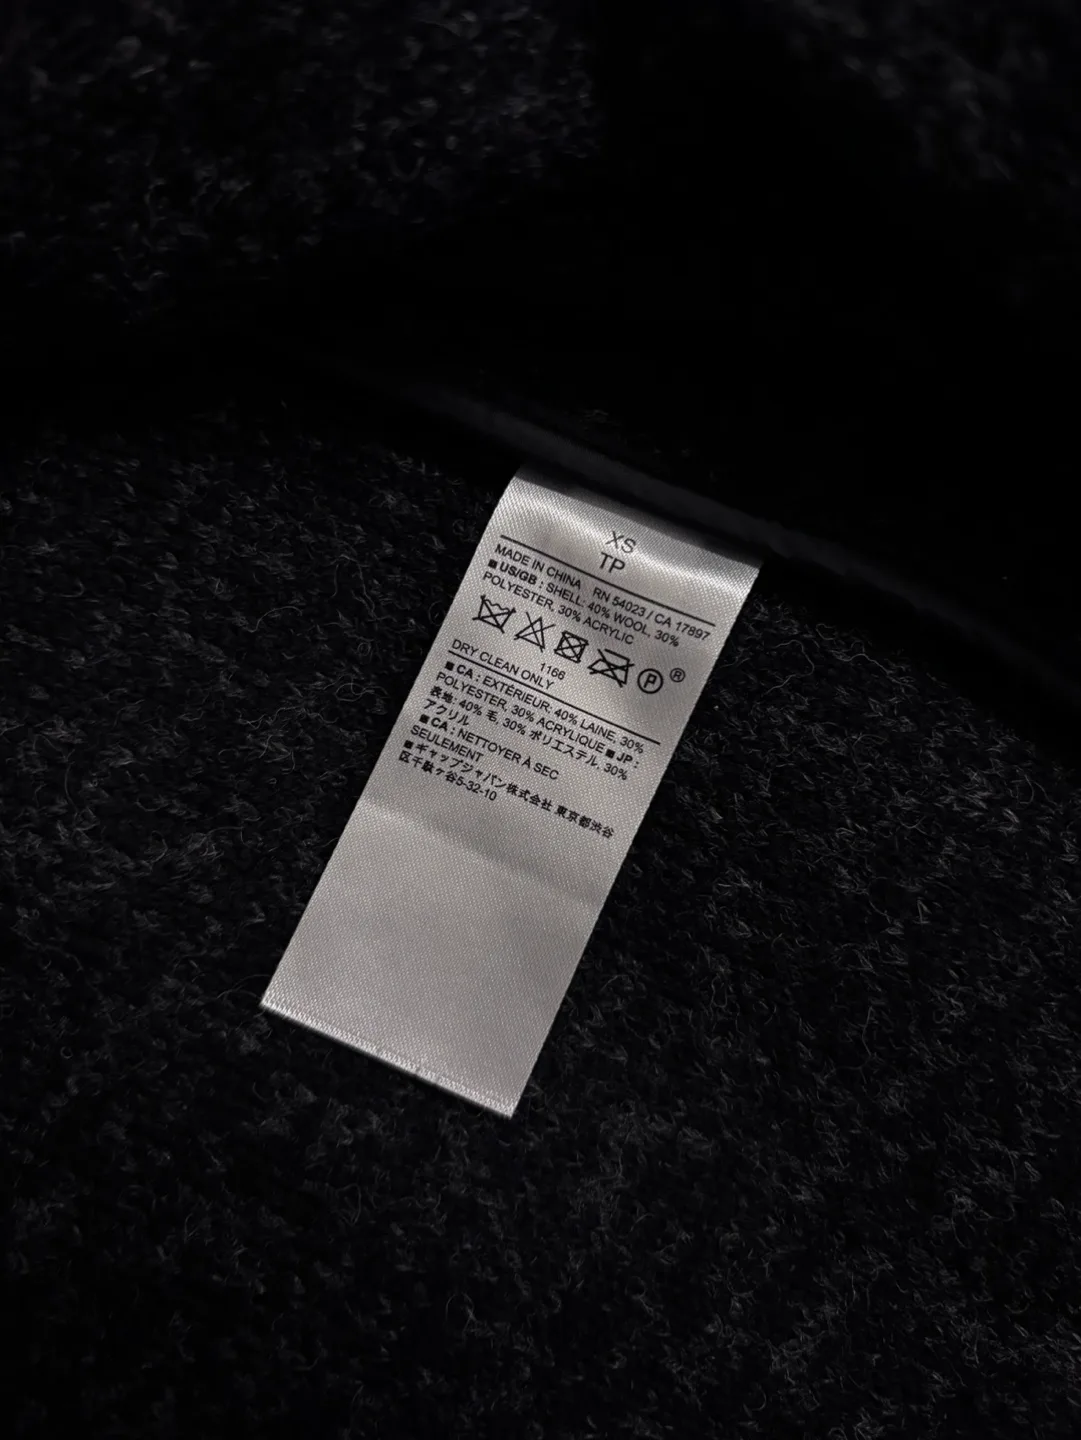 XS
TP
MADE IN CHINA RN 54023 / CA 17897
■ US/GB : SHELL: 40% WOOL, 30%
POLYESTER, 30% ACRYLIC
P ®
1166
DRY CLEAN ONLY
■ CA : EXTÉRIEUR: 40% LAINE, 30%
POLYESTER, 30% ACRYLIQUE ■ JP :
表地: 40% 毛, 30% ポリエステル, 30%
アクリル
■ CA : NETTOYER À SEC
SEULEMENT
■ ギャップジャパン株式会社 東京都渋谷
区千駄ヶ谷5-32-10